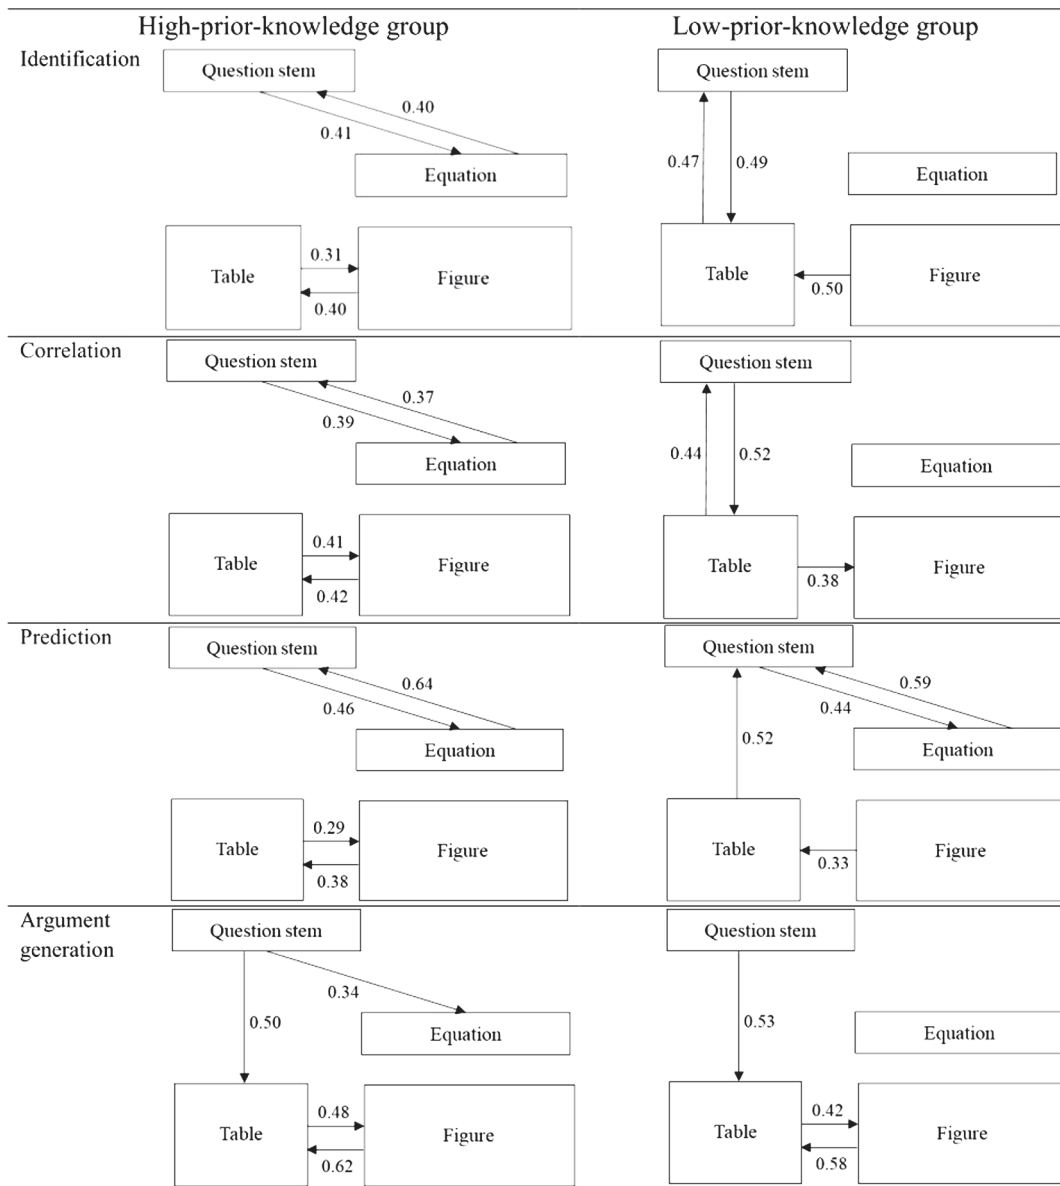 High-prior-knowledge group Low-prior-knowledge group
Identification
Question stem
0.40
0.41
Equation
Table
0.31
0.40
Figure
Question stem
0.47
0.49
Equation
Table
0.50
Figure
Correlation
Question stem
0.37
0.39
Equation
Table
0.41
0.42
Figure
Question stem
0.44
0.52
Equation
Table
0.38
Figure
Prediction
Question stem
0.64
0.46
Equation
Table
0.29
0.38
Figure
Question stem
0.59
0.44
0.52
Equation
Table
0.33
Figure
Argument
generation
Question stem
0.34
0.50
Equation
Table
0.48
0.62
Figure
Question stem
0.53
Equation
Table
0.42
0.58
Figure